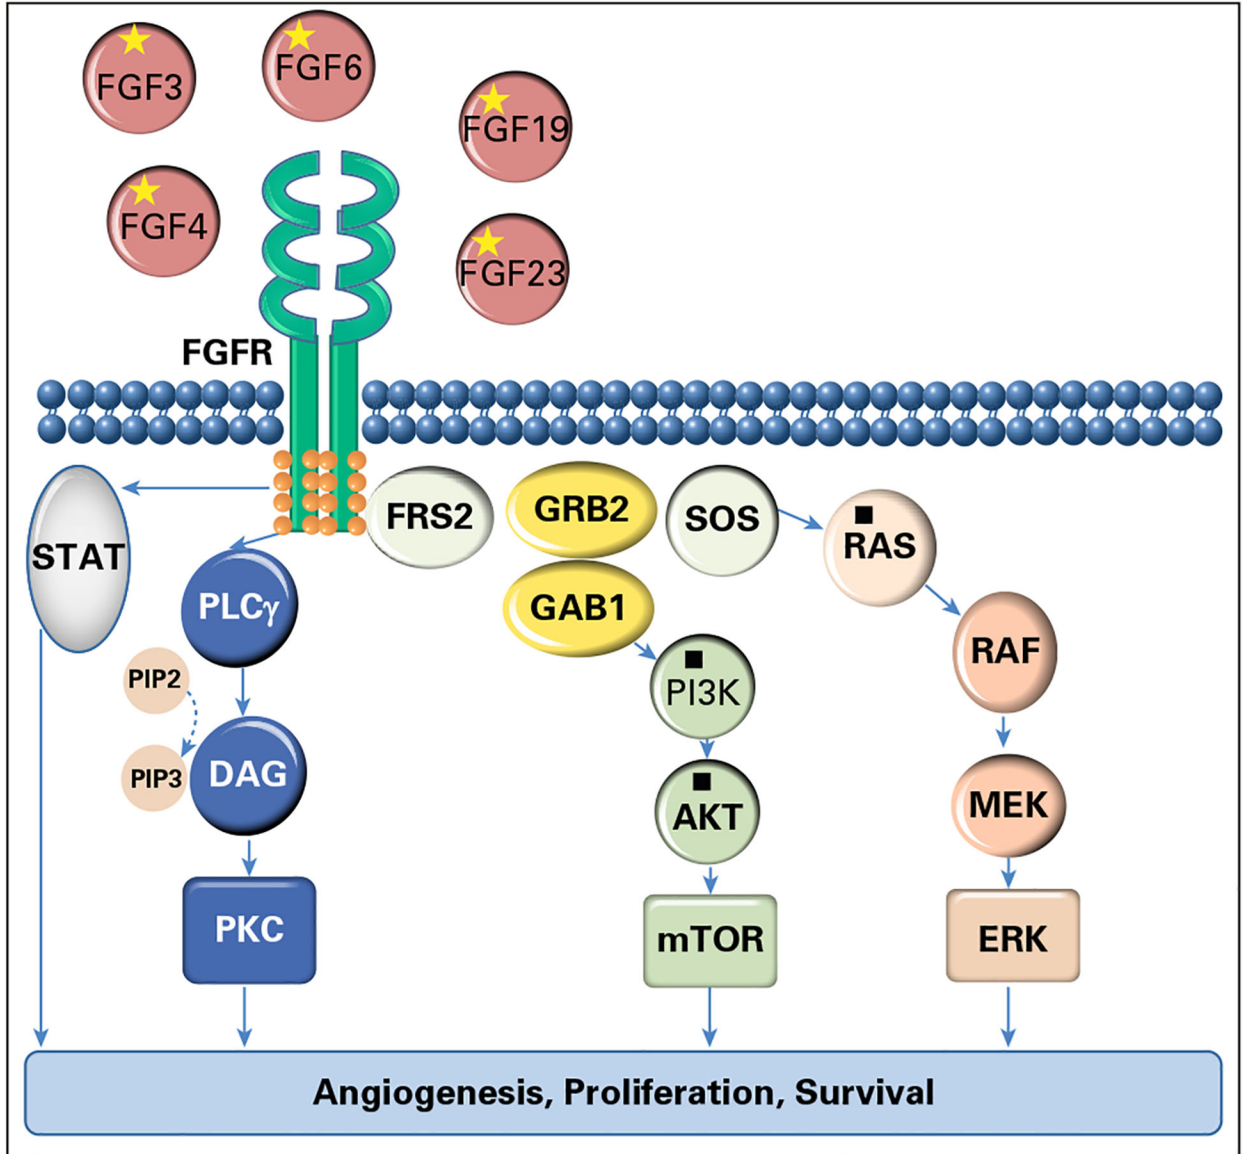 FGF3
FGF6
FGF19
FGF4
FGF23
FGFR
STAT
FRS2
GRB2
SOS
RAS
PLCγ
GAB1
RAF
PIP2
PI3K
PIP3
DAG
AKT
MEK
PKC
mTOR
ERK
Angiogenesis, Proliferation, Survival